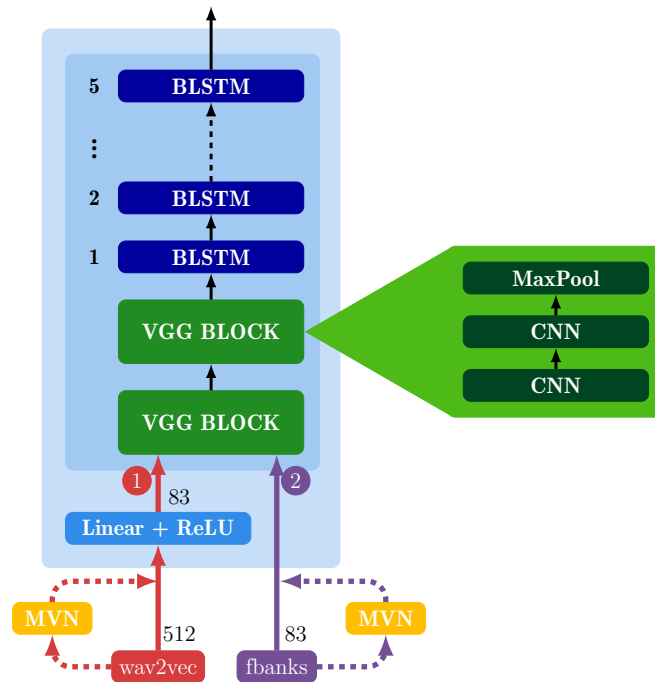 5 BLSTM
⋮
2 BLSTM
1 BLSTM
VGG BLOCK
VGG BLOCK
MaxPool
CNN
CNN
1 2
83
Linear + ReLU
MVN MVN
512 83
wav2vec fbanks